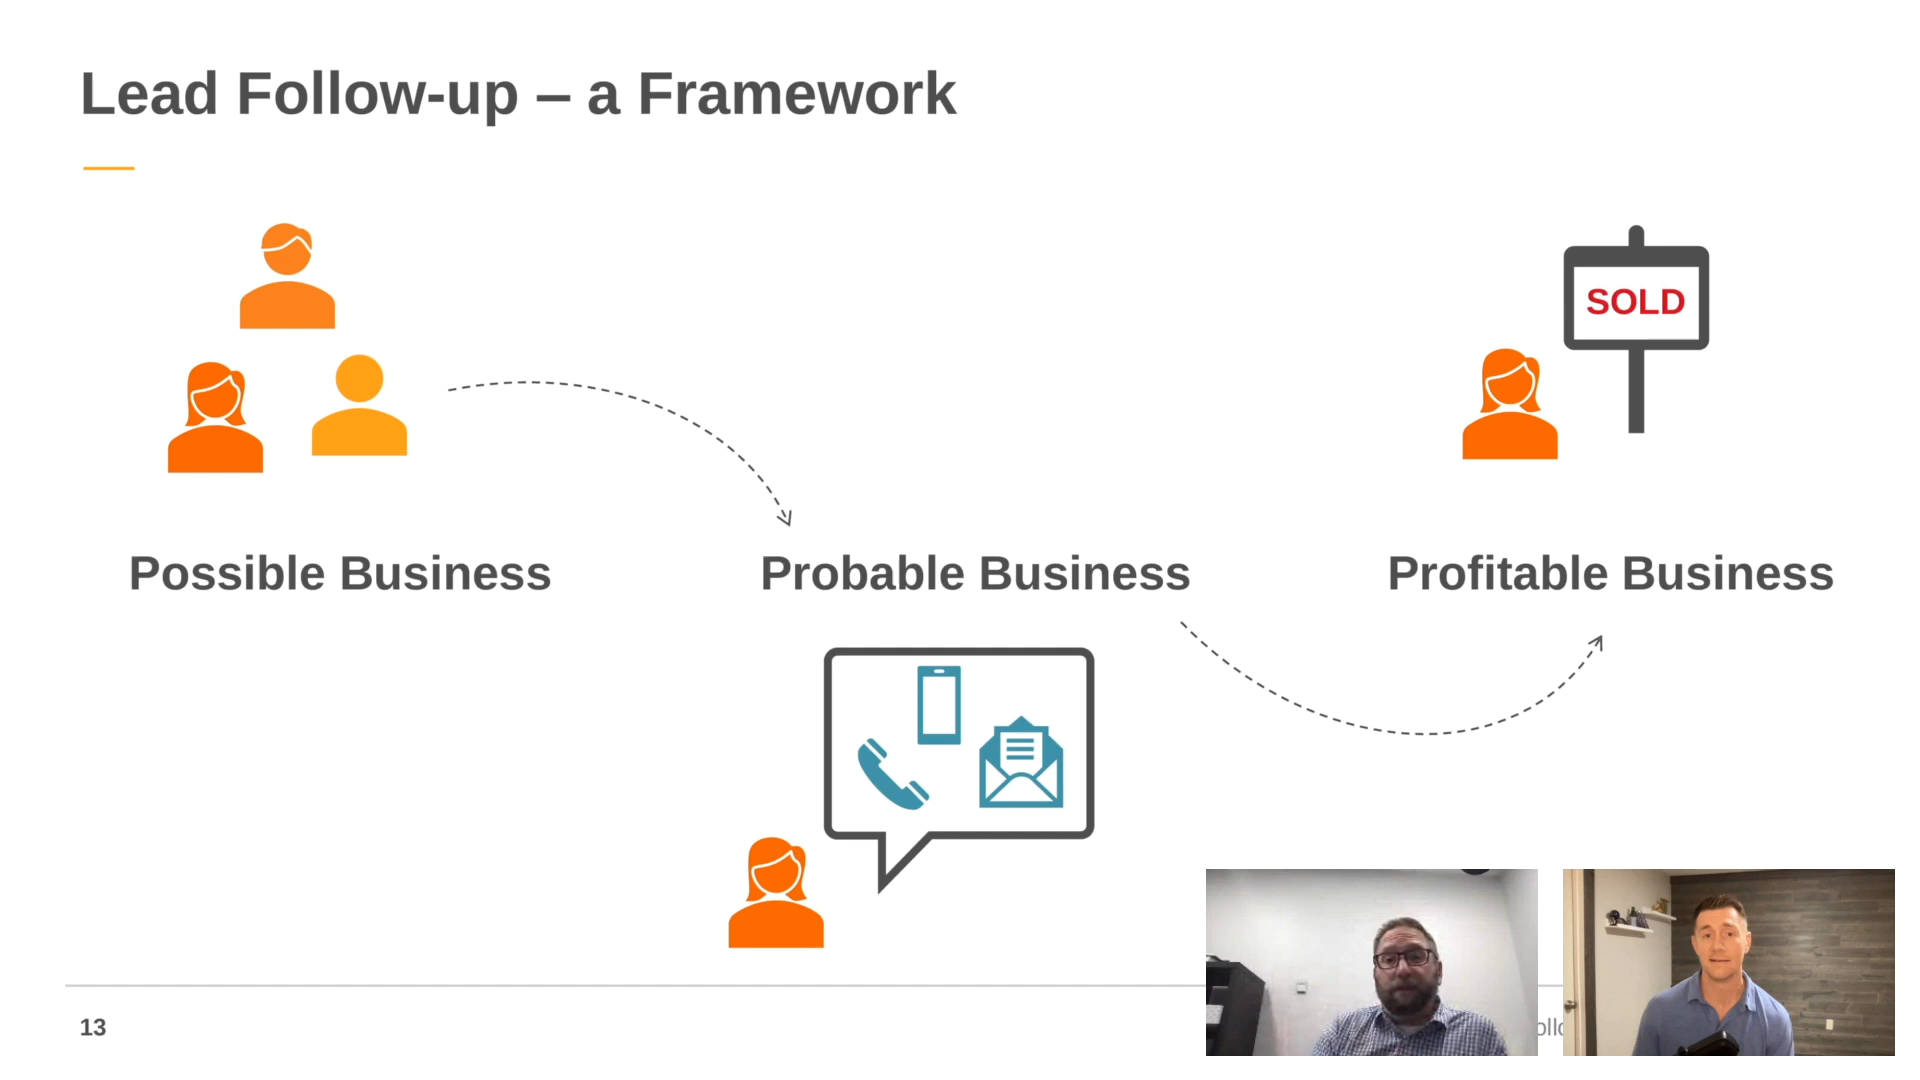 Lead Follow-up – a Framework
SOLD
Possible Business
Probable Business
Profitable Business
13